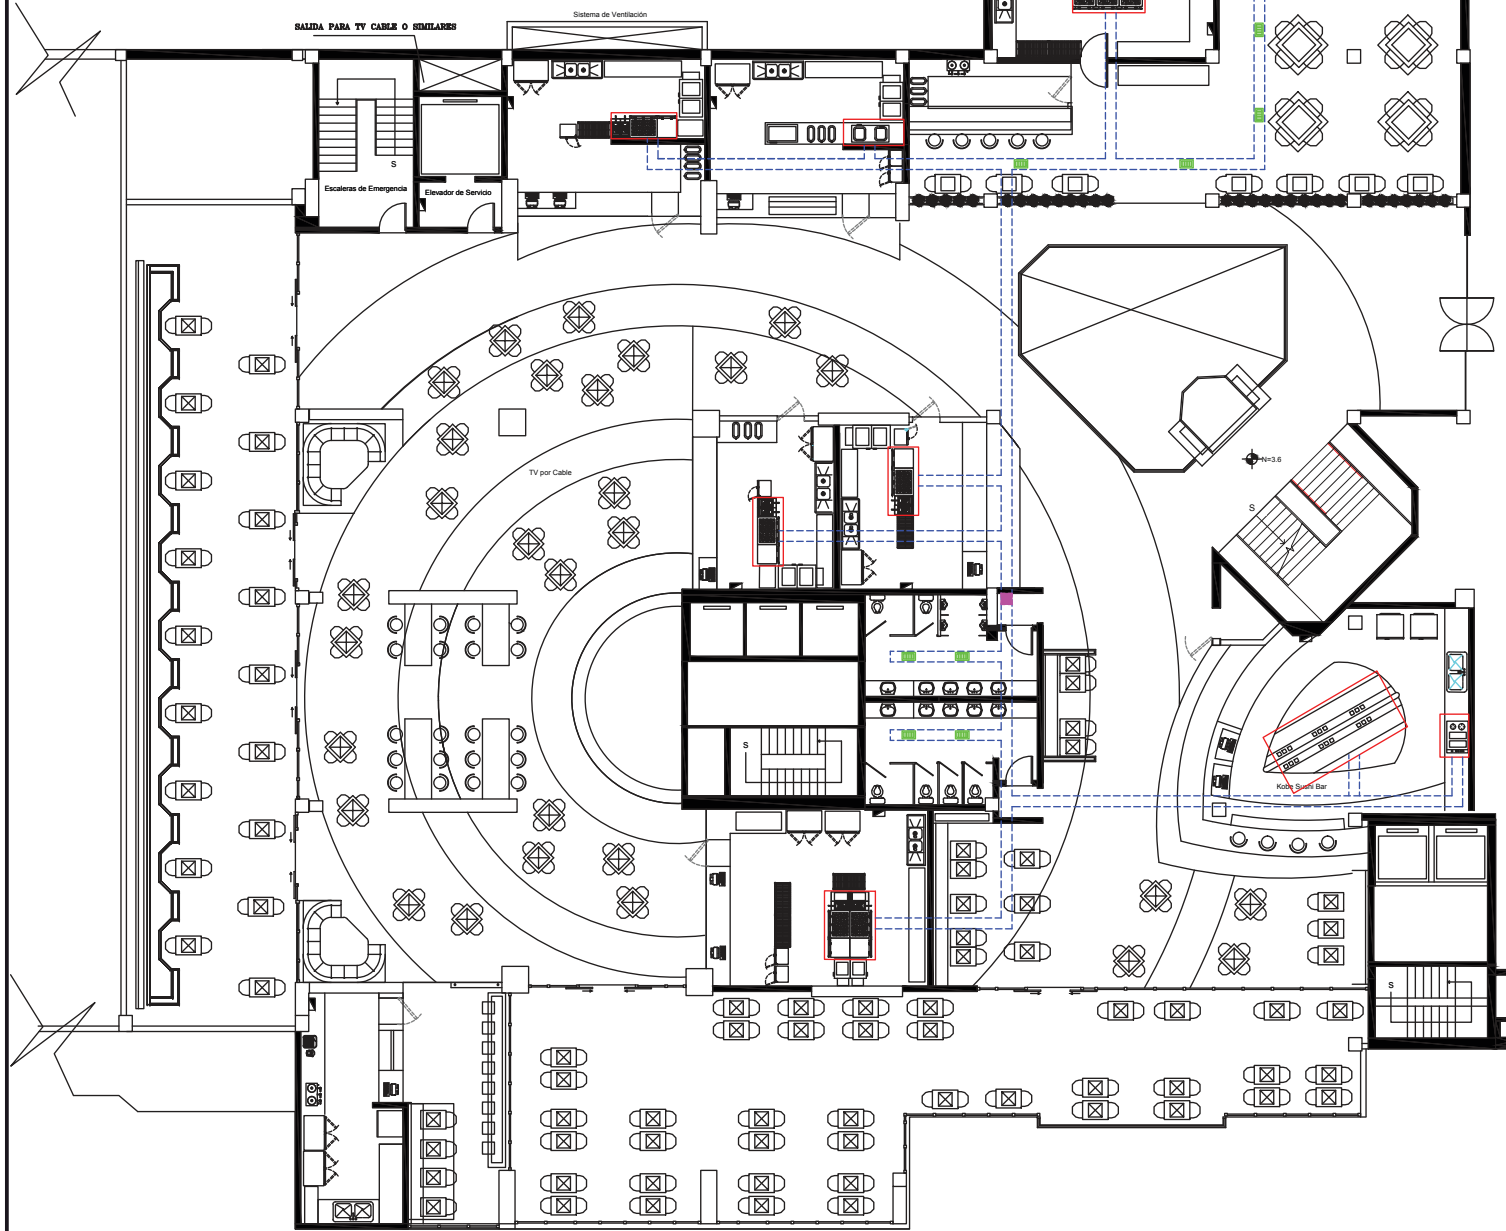 Sistema de Ventilación
SALIDA PARA TV CABLE O SIMILARES
S
Escaleras de Emergencia
Elevador de Servicio
TV por Cable
N=3.6
S
S
Kobe Sushi Bar
S